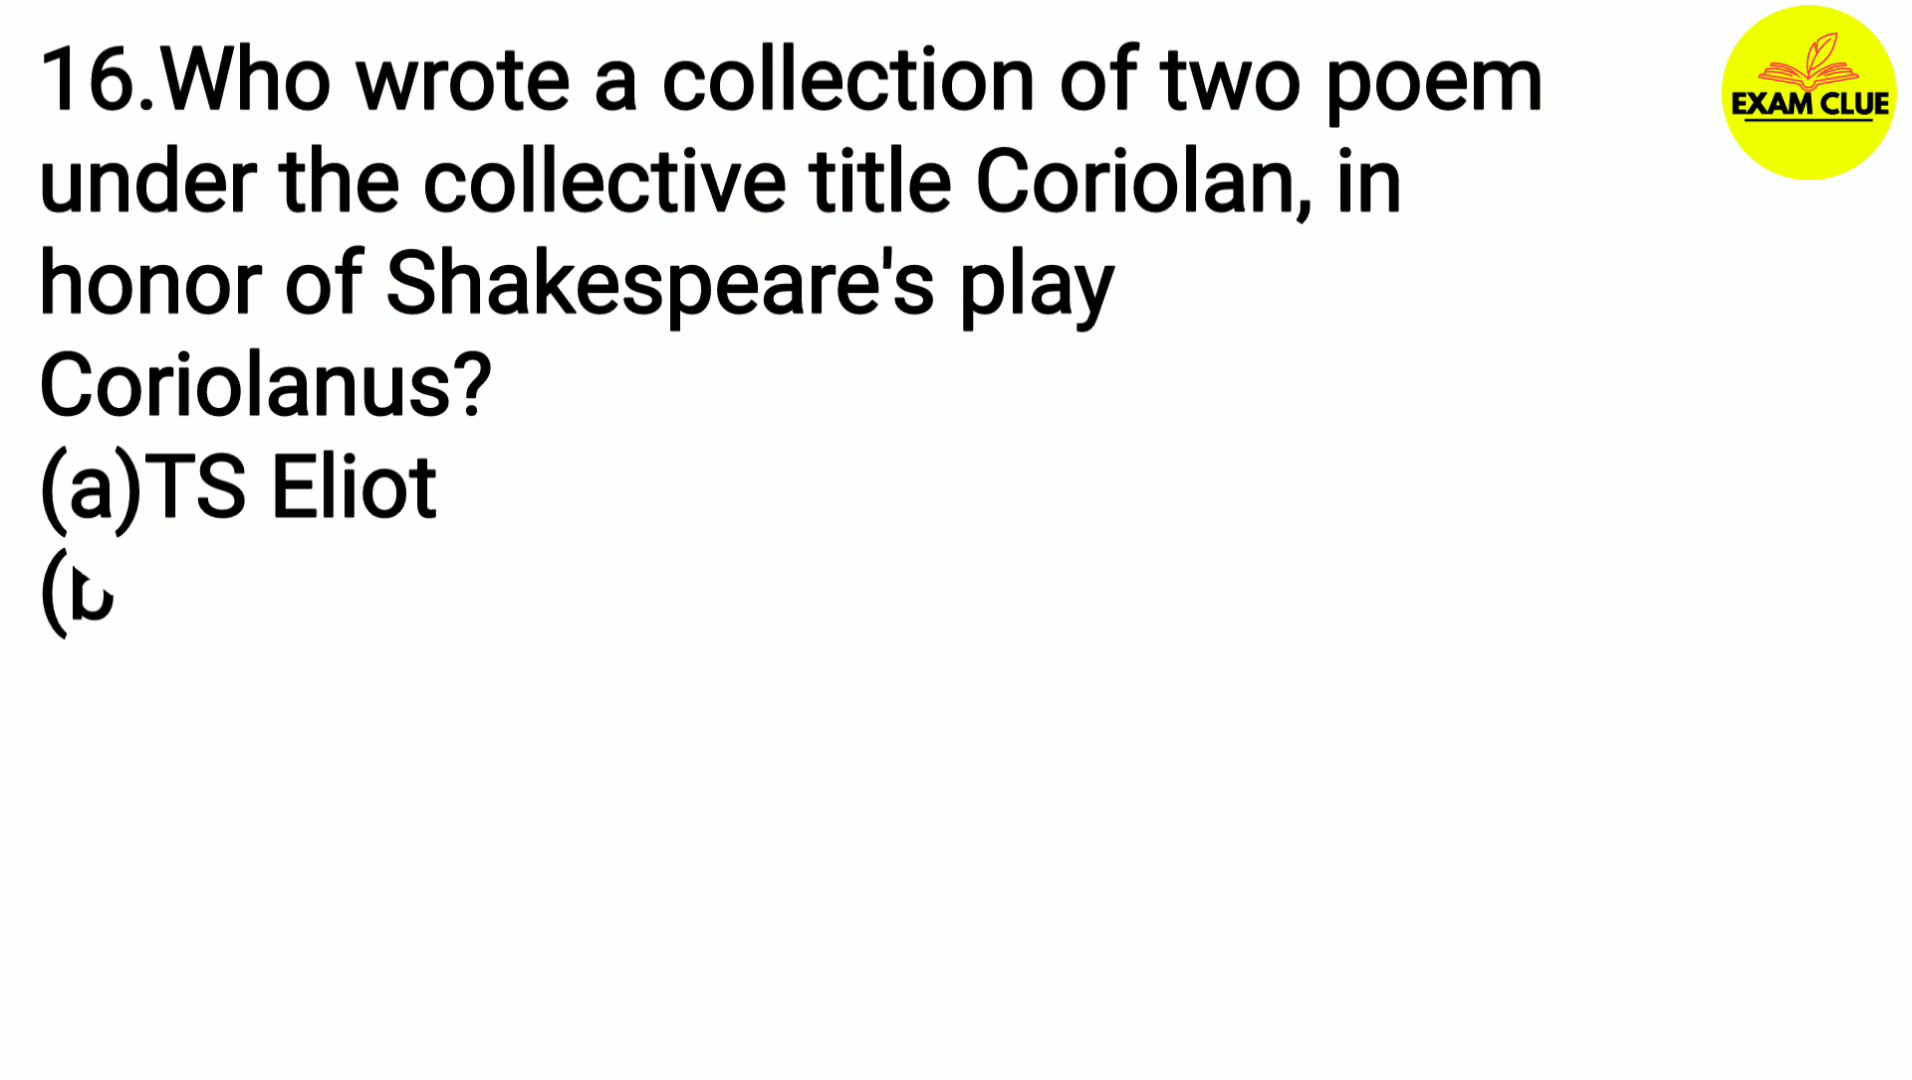 16.Who wrote a collection of two poem
under the collective title Coriolan, in
honor of Shakespeare's play
Coriolanus?
(a)TS Eliot
(b
EXAM CLUE